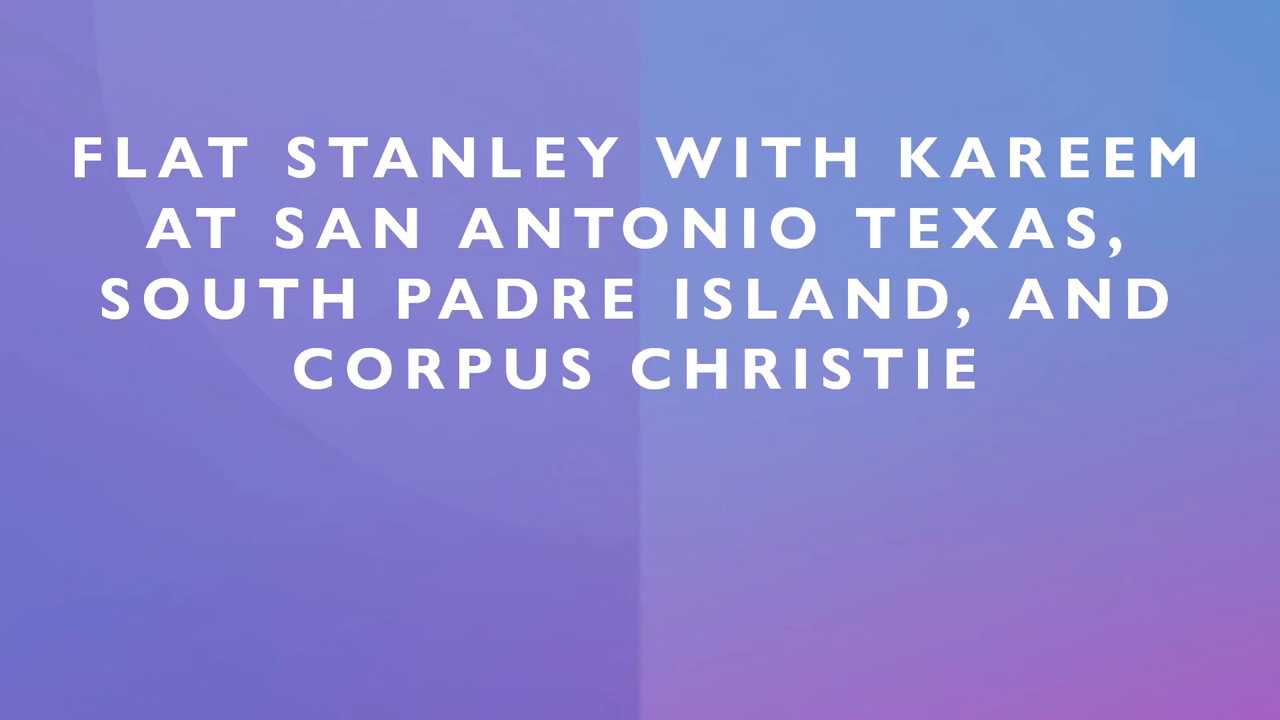 FLAT STANLEY WITH KAREEM
AT SAN ANTONIO TEXAS,
SOUTH PADRE ISLAND, AND
CORPUS CHRISTIE